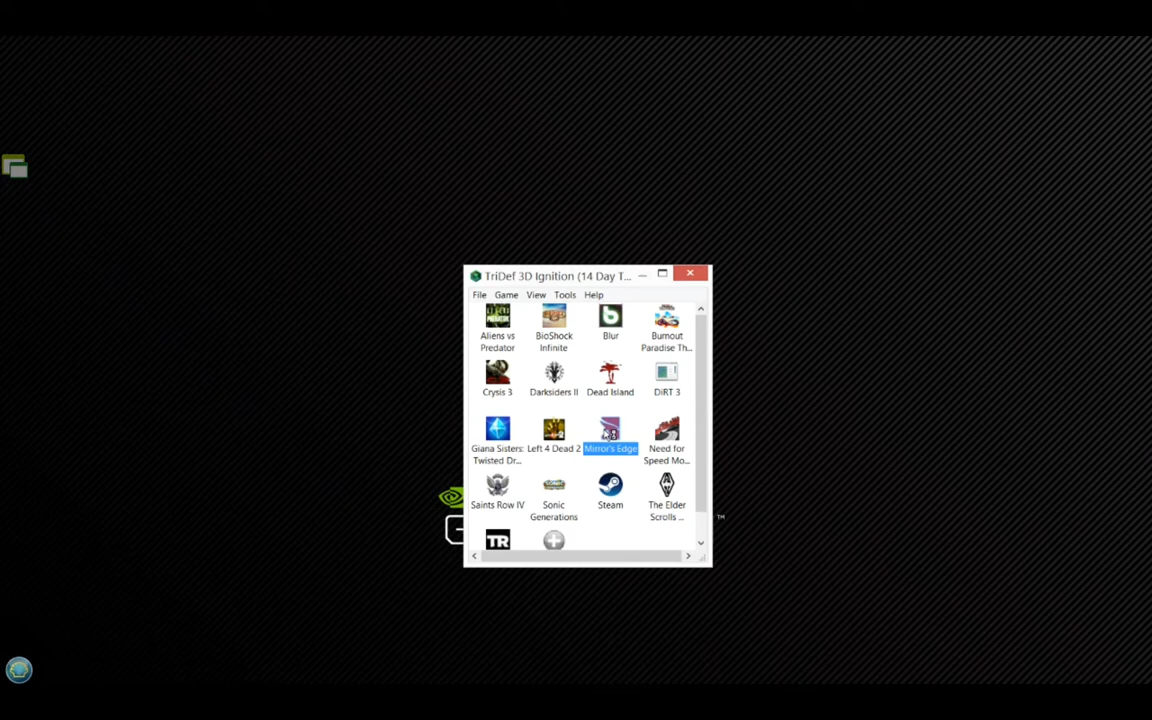 TriDef 3D Ignition (14 Day T...
File Game View Tools Help
Aliens vs
Predator
BioShock
Infinite
Blur
Burnout
Paradise Th...
Crysis 3
Darksiders II
Dead Island
DiRT 3
Giana Sisters:
Twisted Dr...
Left 4 Dead 2
Mirror's Edge
Need for
Speed Mo...
Saints Row IV
Sonic
Generations
Steam
The Elder
Scrolls ...
TR
TM